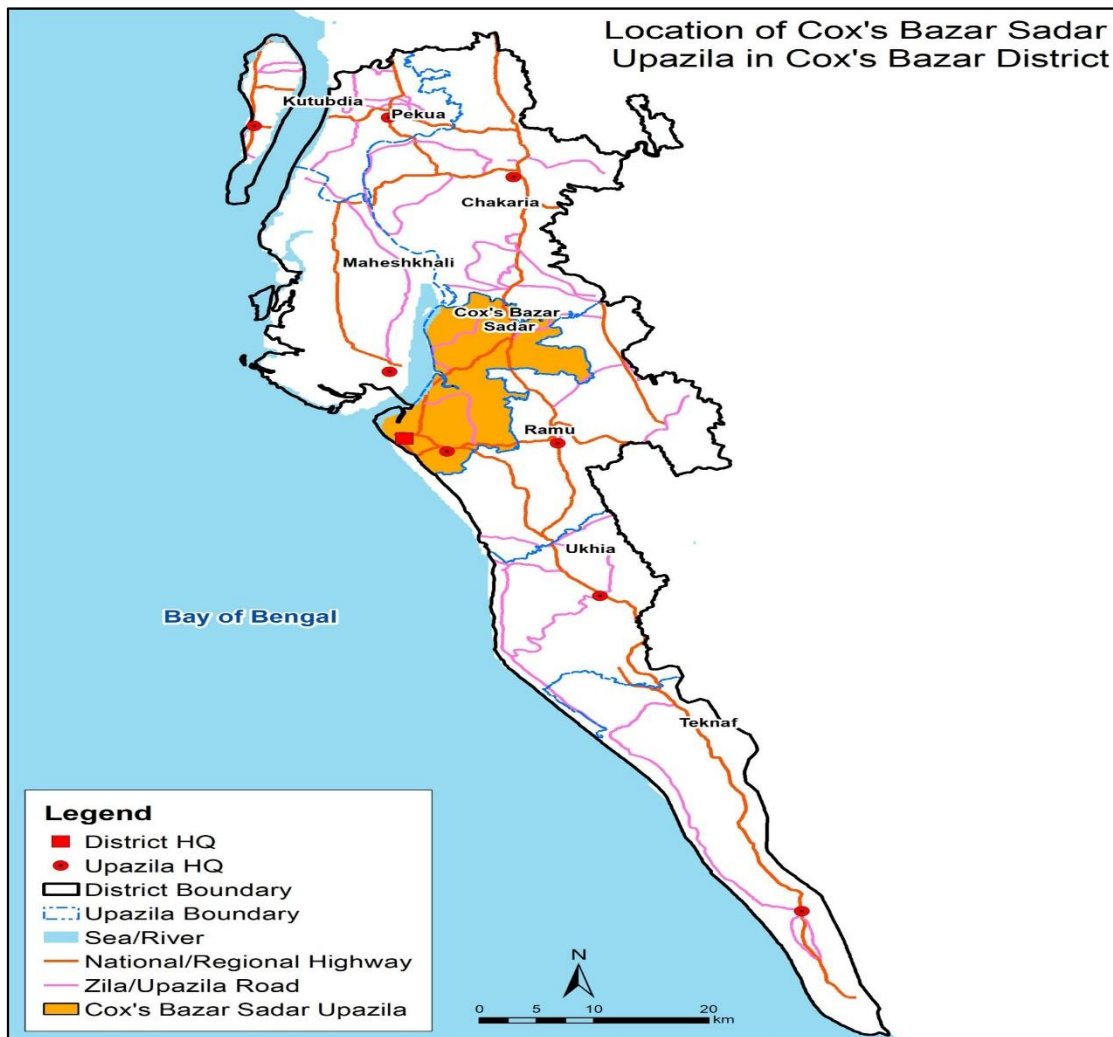 Location of Cox's Bazar Sadar
Upazila in Cox's Bazar District
Kutubdia
Pekua
Chakaria
Maheshkhali
Cox's Bazar
Sadar
Ramu
Ukhia
Bay of Bengal
Teknaf
Legend
District HQ
Upazila HQ
District Boundary
Upazila Boundary
Sea/River
National/Regional Highway
Zila/Upazila Road
Cox's Bazar Sadar Upazila
N
0 5 10 20
km